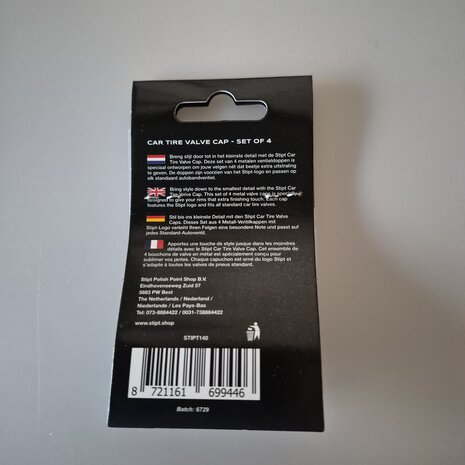 CAR TIRE VALVE CAP - SET OF 4
Breng stijl door tot in het kleinste detail met de Stipt Car
Tire Valve Cap. Deze set van 4 metalen ventieldoppen is
speciaal ontworpen om jouw velgen nét dat beetje extra uitstraling
te geven. De doppen zijn voorzien van het Stipt-logo en passen op
elk standaard autobandventiel.
Bring style down to the smallest detail with the Stipt Car
Tire Valve Cap. This set of 4 metal valve caps is specially
designed to give your rims that extra finishing touch. Each cap
features the Stipt logo and fits all standard car tire valves.
Stil bis ins kleinste Detail mit den Stipt Car Tire Valve
Caps. Dieses Set aus 4 Metall-Ventilkappen mit
Stipt-Logo verleiht Ihren Felgen eine besondere Note und passt auf
jedes Standard-Autoventil.
Apportez une touche de style jusque dans les moindres
détails avec le Stipt Car Tire Valve Cap. Cet ensemble de
4 bouchons de valve en métal est spécialement conçu pour
sublimer vos jantes. Chaque capuchon est orné du logo Stipt et
s'adapte à toutes les valves de pneus standard.
Stipt Polish Point Shop B.V.
Eindhovenseweg Zuid 57
5683 PW Best
The Netherlands / Nederland /
Niederlande / Les Pays-Bas
Tel: 073-8884422 / 0031-738884422
www.stipt.shop
STIPT140
8 721161 699446
Batch: 6729